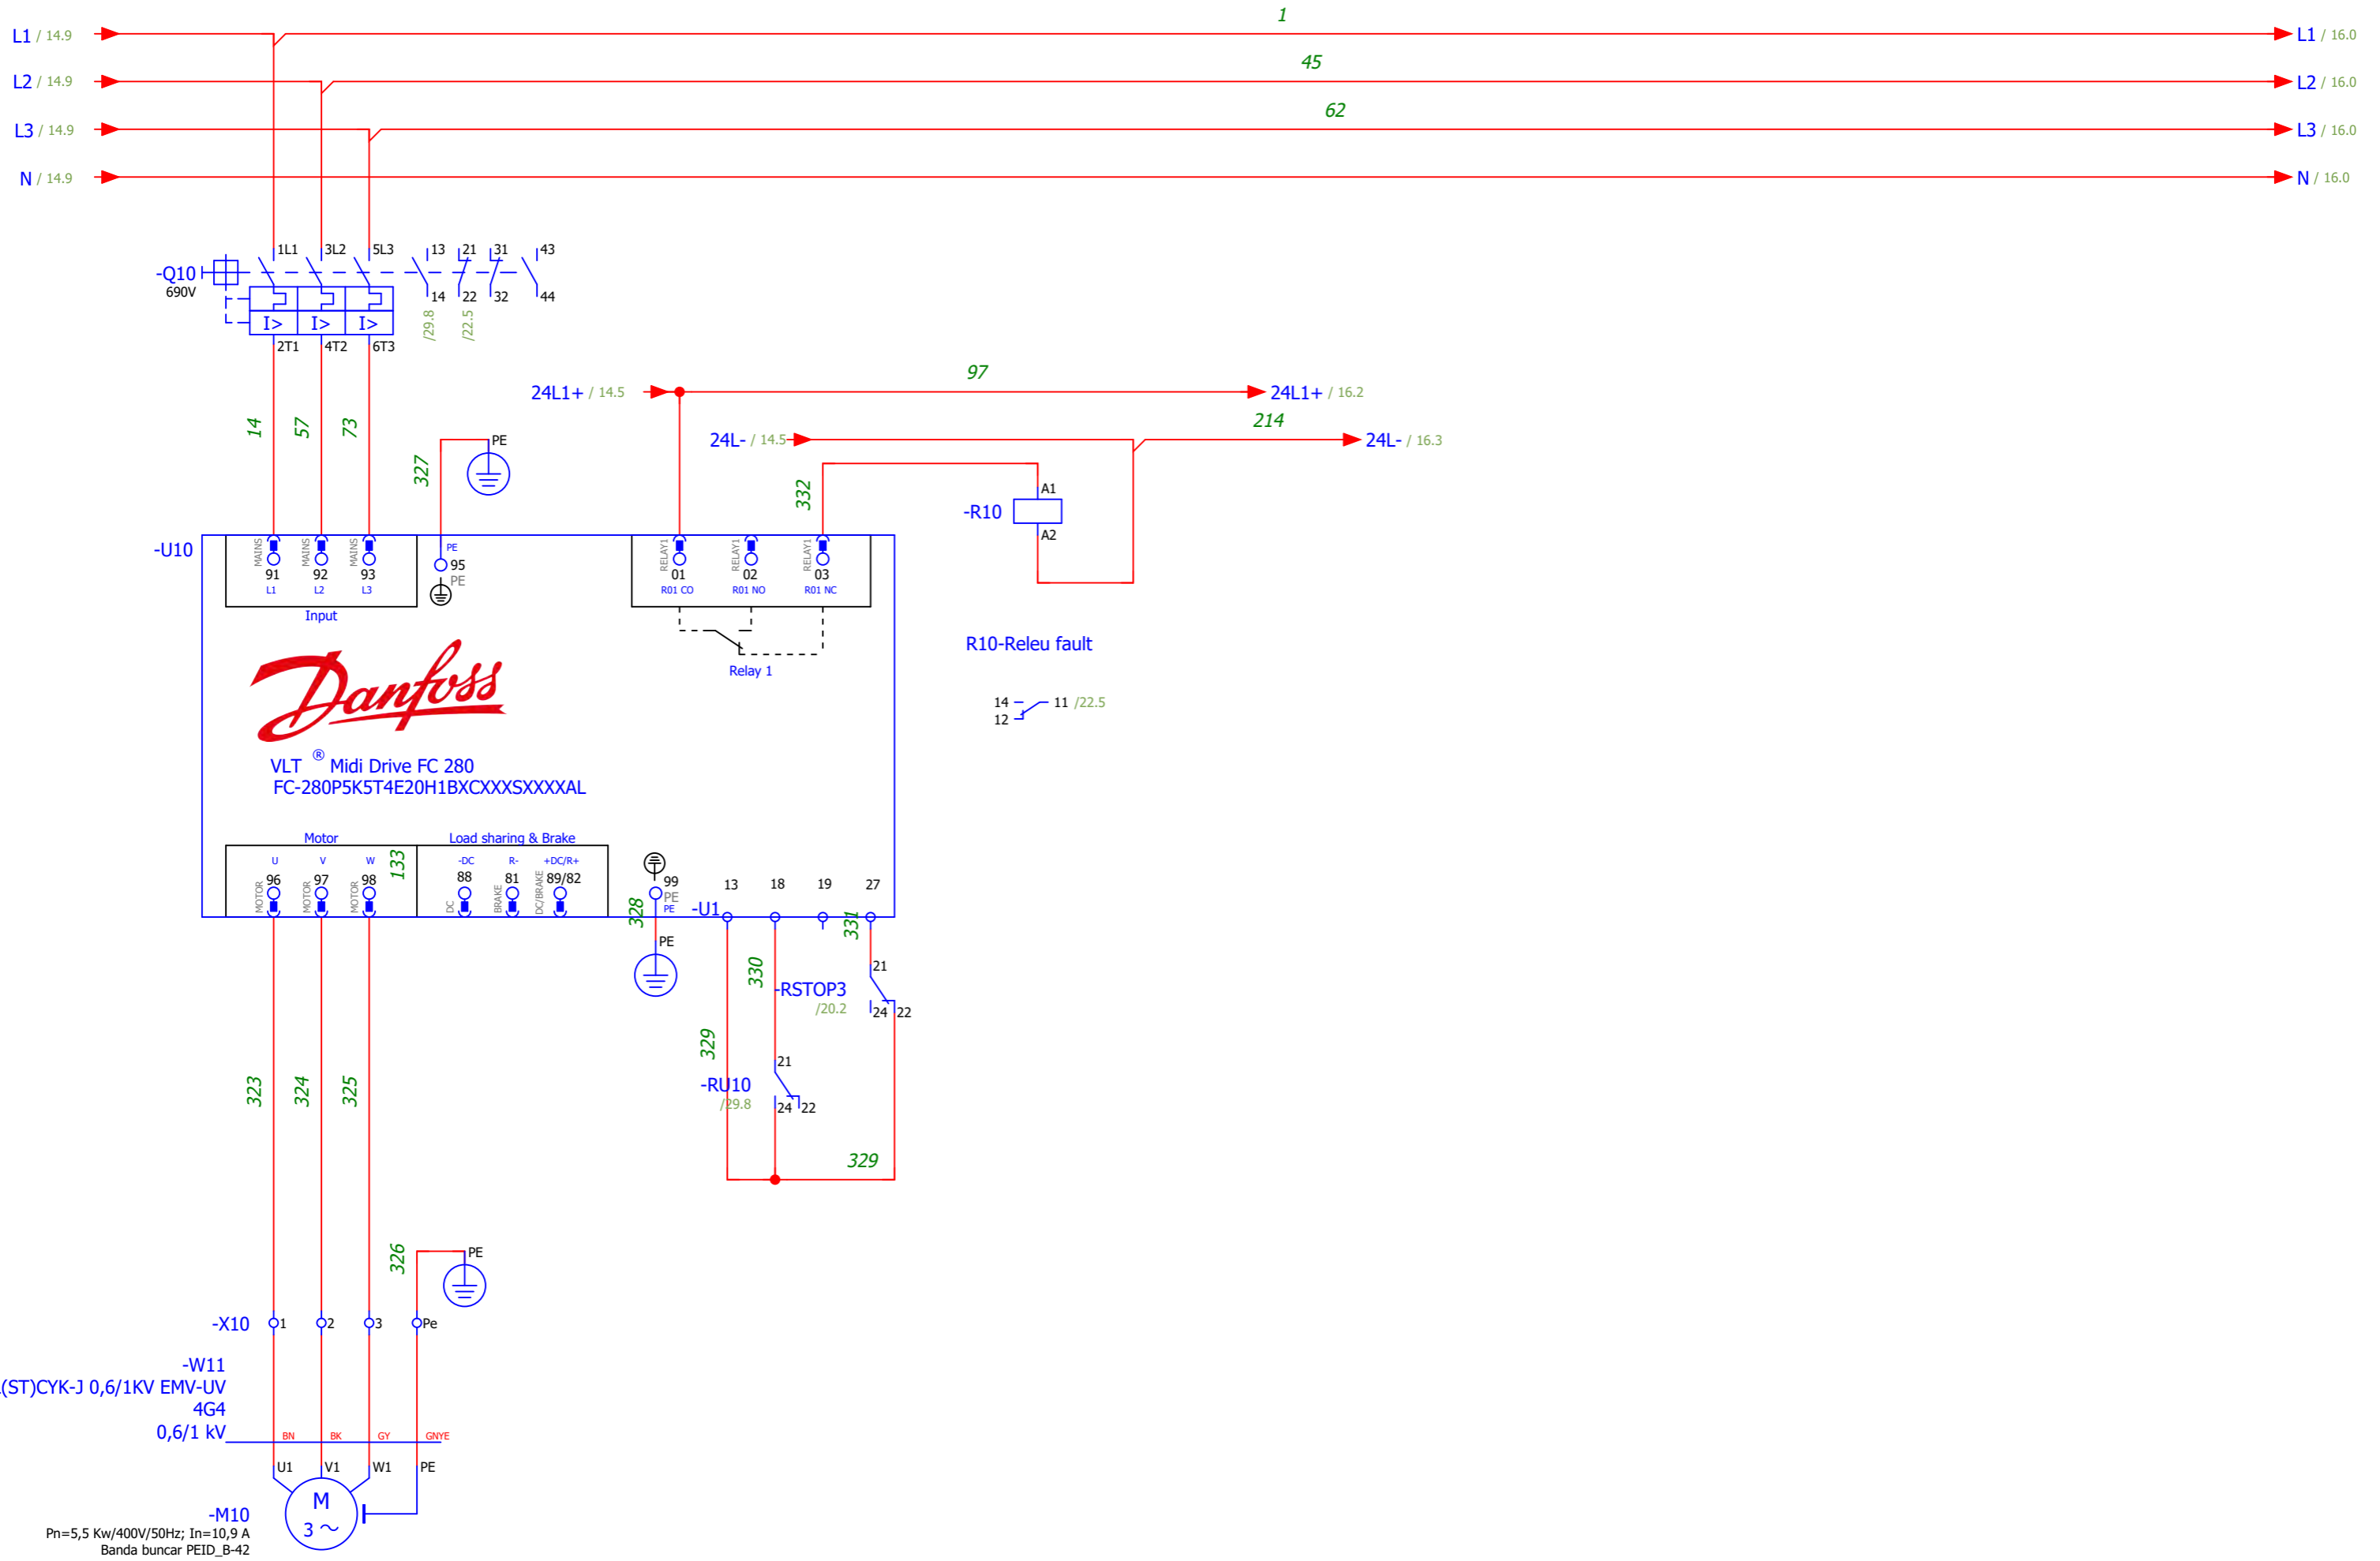 1
L1 / 14.9
L1 / 16.0
45
L2 / 14.9
L2 / 16.0
62
L3 / 14.9
L3 / 16.0
N / 14.9
N / 16.0
1L1 3L2 5L3 13 21 31 43
-Q10
690V
14 22 32 44
I> I> I>
/29.8 /22.5
2T1 4T2 6T3
97
24L1+ / 14.5
24L1+ / 16.2
14 57 73
214
24L- / 14.5
24L- / 16.3
PE
327
332
A1
-R10
A2
-U10
MAINS MAINS MAINS
PE
95
PE
91 92 93
L1 L2 L3
Input
RELAY1 RELAY1 RELAY1
01 02 03
R01 CO R01 NO R01 NC
Relay 1
R10-Releu fault
14 11 /22.5
12
Danfoss
VLT ® Midi Drive FC 280
FC-280P5K5T4E20H1BXCXXXSXXXXAL
Motor
Load sharing & Brake
U V W
133
-DC R- +DC/R+
96 97 98
88 81 89/82
MOTOR MOTOR MOTOR
DC BRAKE DC/BRAKE
99
PE
PE
328
PE
13 18 19 27
-U1
331
330
21
-RSTOP3
/20.2
24 22
329
21
-RU10
/29.8
24 22
323 324 325
329
326
PE
-X10
1 2 3 Pe
-W11
(ST)CYK-J 0,6/1KV EMV-UV
4G4
0,6/1 kV
BN BK GY GNYE
U1 V1 W1 PE
M
3 ~
-M10
Pn=5,5 Kw/400V/50Hz; In=10,9 A
Banda buncar PEID_B-42